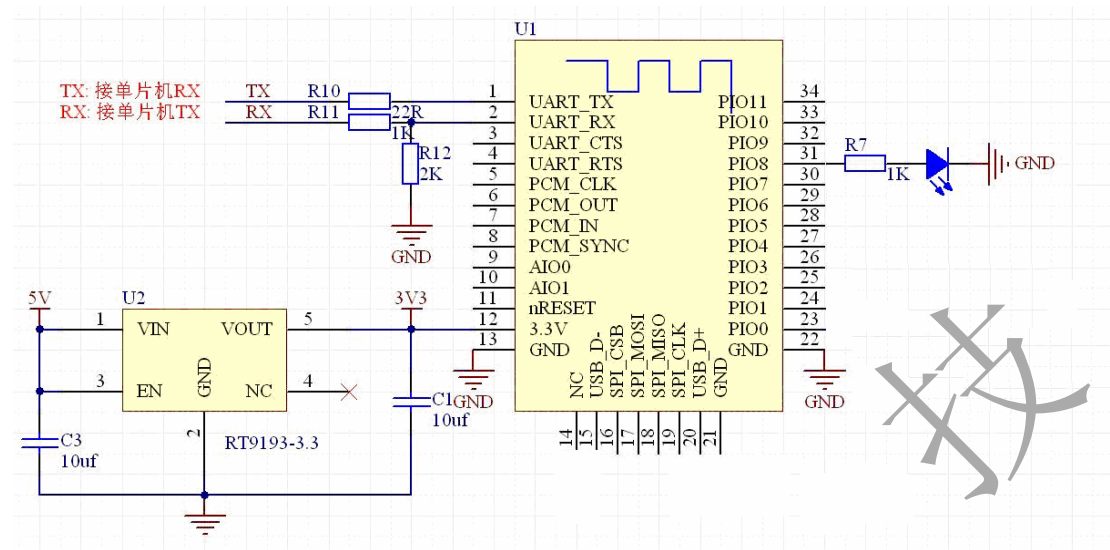 U1
TX: 接单片机RX TX R10 1 UART_TX PIO11 34
22R
RX: 接单片机TX RX R11 2 UART_RX PIO10 33
1K
3 UART_CTS PIO9 32
R12 4 UART_RTS PIO8 31 R7 1K GND
2K 5 PCM_CLK PIO7 30
6 PCM_OUT PIO6 29
7 PCM_IN PIO5 28
8 PCM_SYNC PIO4 27
GND
9 AIO0 PIO3 26
10 AIO1 PIO2 25
11 nRESET PIO1 24
12 3.3V PIO0 23
13 GND GND 22
GND
GND
NC
USB_D-
SPI_CSB
SPI_MOSI
SPI_MISO
SPI_CLK
USB_D+
GND
14
15
16
17
18
19
20
21
5V U2 3V3
1 VIN VOUT 5
GND
3 EN NC 4
2
RT9193-3.3
C1
10uf
C3
10uf
技